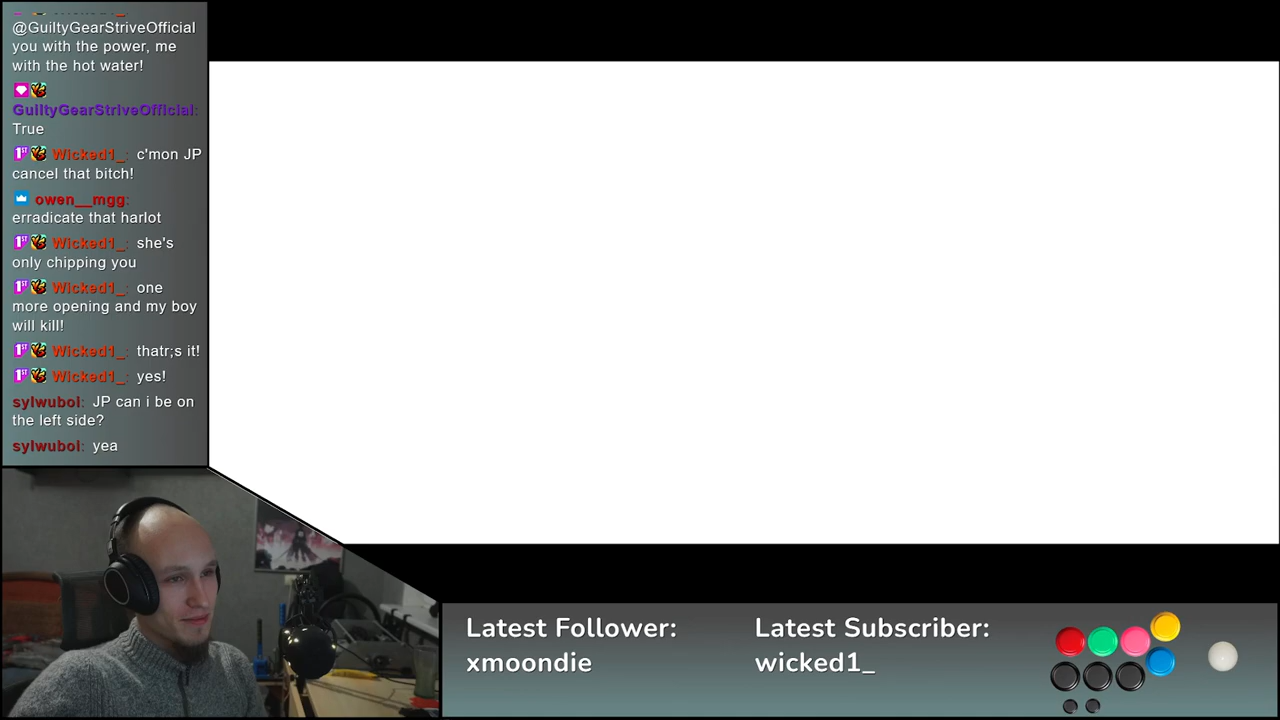 @GuiltyGearStriveOfficial
you with the power, me
with the hot water!
GuiltyGearStriveOfficial:
True
Wicked1_: c'mon JP
cancel that bitch!
owen__mgg:
erradicate that harlot
Wicked1_: she's
only chipping you
Wicked1_: one
more opening and my boy
will kill!
Wicked1_: thatr;s it!
Wicked1_: yes!
sylwuboi: JP can i be on
the left side?
sylwuboi: yea
Latest Follower:
xmoondie
Latest Subscriber:
wicked1_